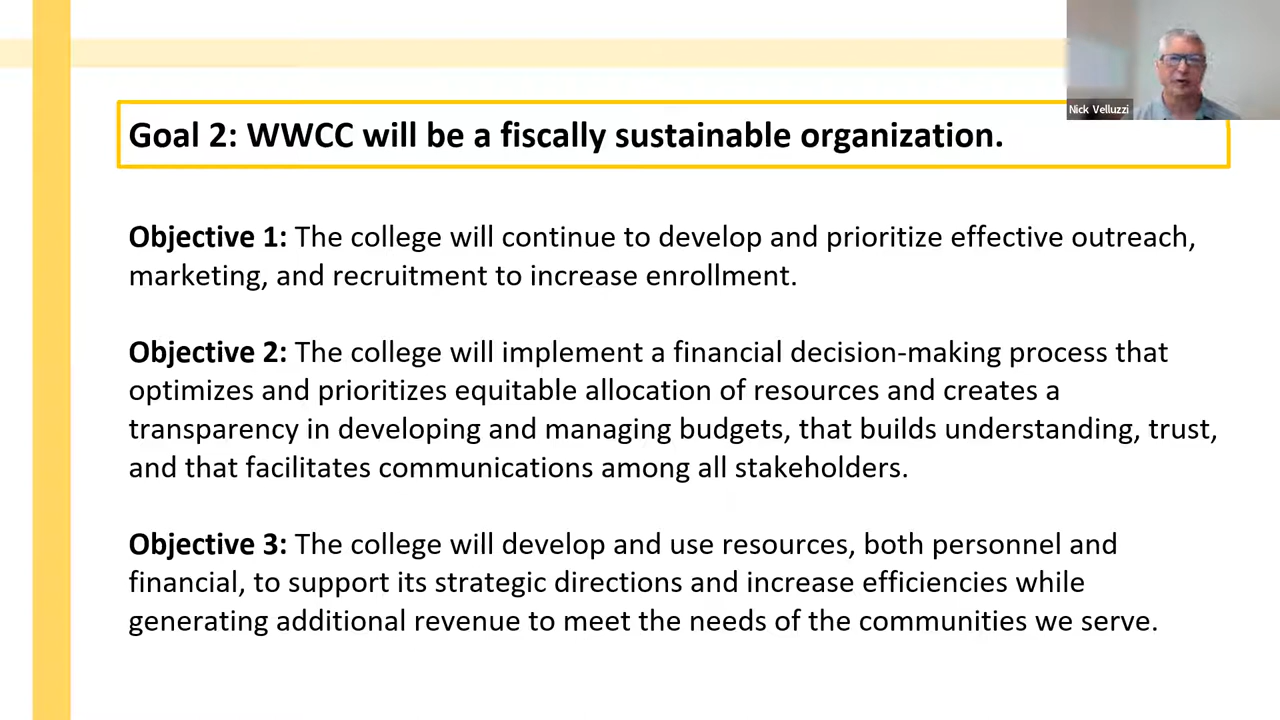 Nick Velluzzi
Goal 2: WWCC will be a fiscally sustainable organization.
Objective 1: The college will continue to develop and prioritize effective outreach,
marketing, and recruitment to increase enrollment.
Objective 2: The college will implement a financial decision-making process that
optimizes and prioritizes equitable allocation of resources and creates a
transparency in developing and managing budgets, that builds understanding, trust,
and that facilitates communications among all stakeholders.
Objective 3: The college will develop and use resources, both personnel and
financial, to support its strategic directions and increase efficiencies while
generating additional revenue to meet the needs of the communities we serve.